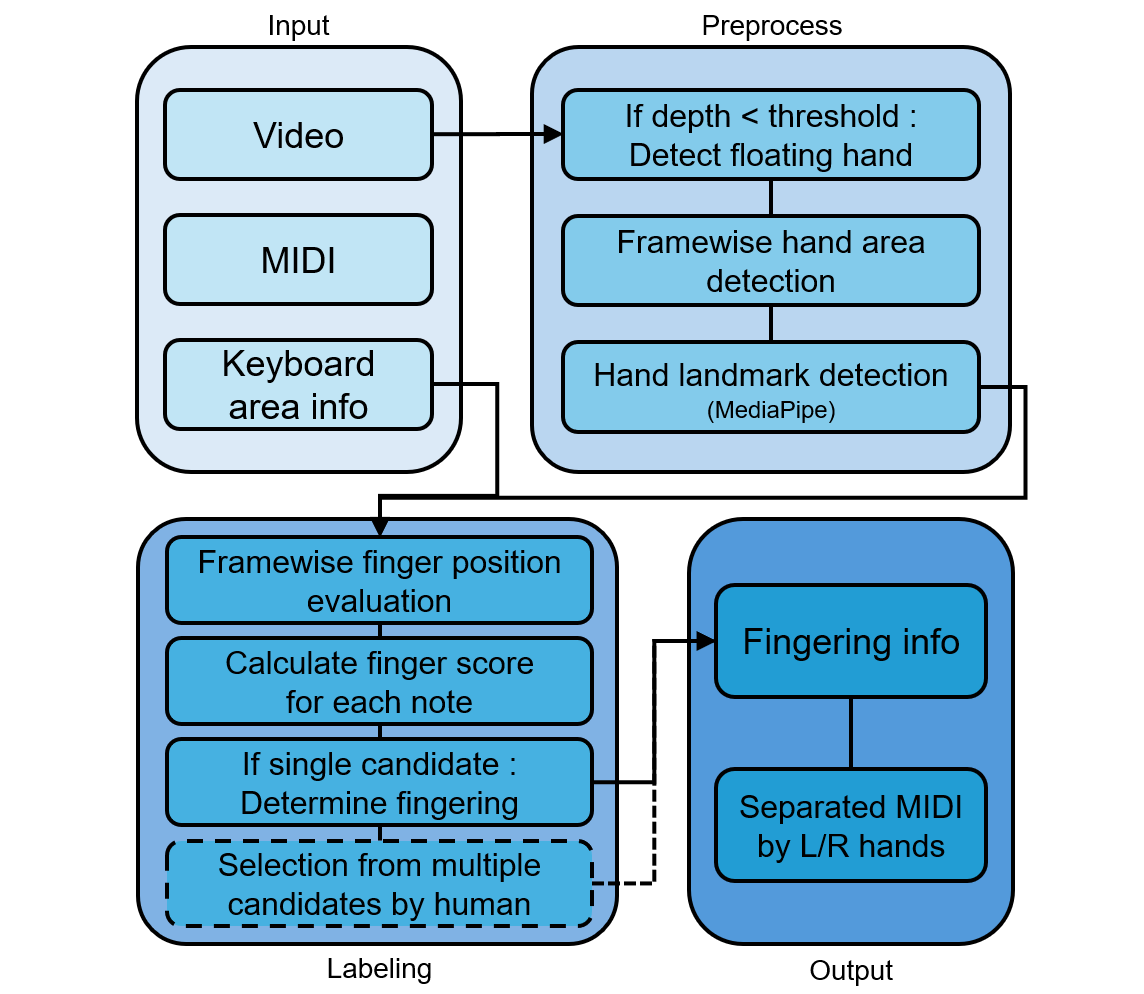 Input
Video
MIDI
Keyboard
area info
Preprocess
If depth < threshold :
Detect floating hand
Framewise hand area
detection
Hand landmark detection
(MediaPipe)
Framewise finger position
evaluation
Calculate finger score
for each note
If single candidate :
Determine fingering
Selection from multiple
candidates by human
Labeling
Fingering info
Separated MIDI
by L/R hands
Output